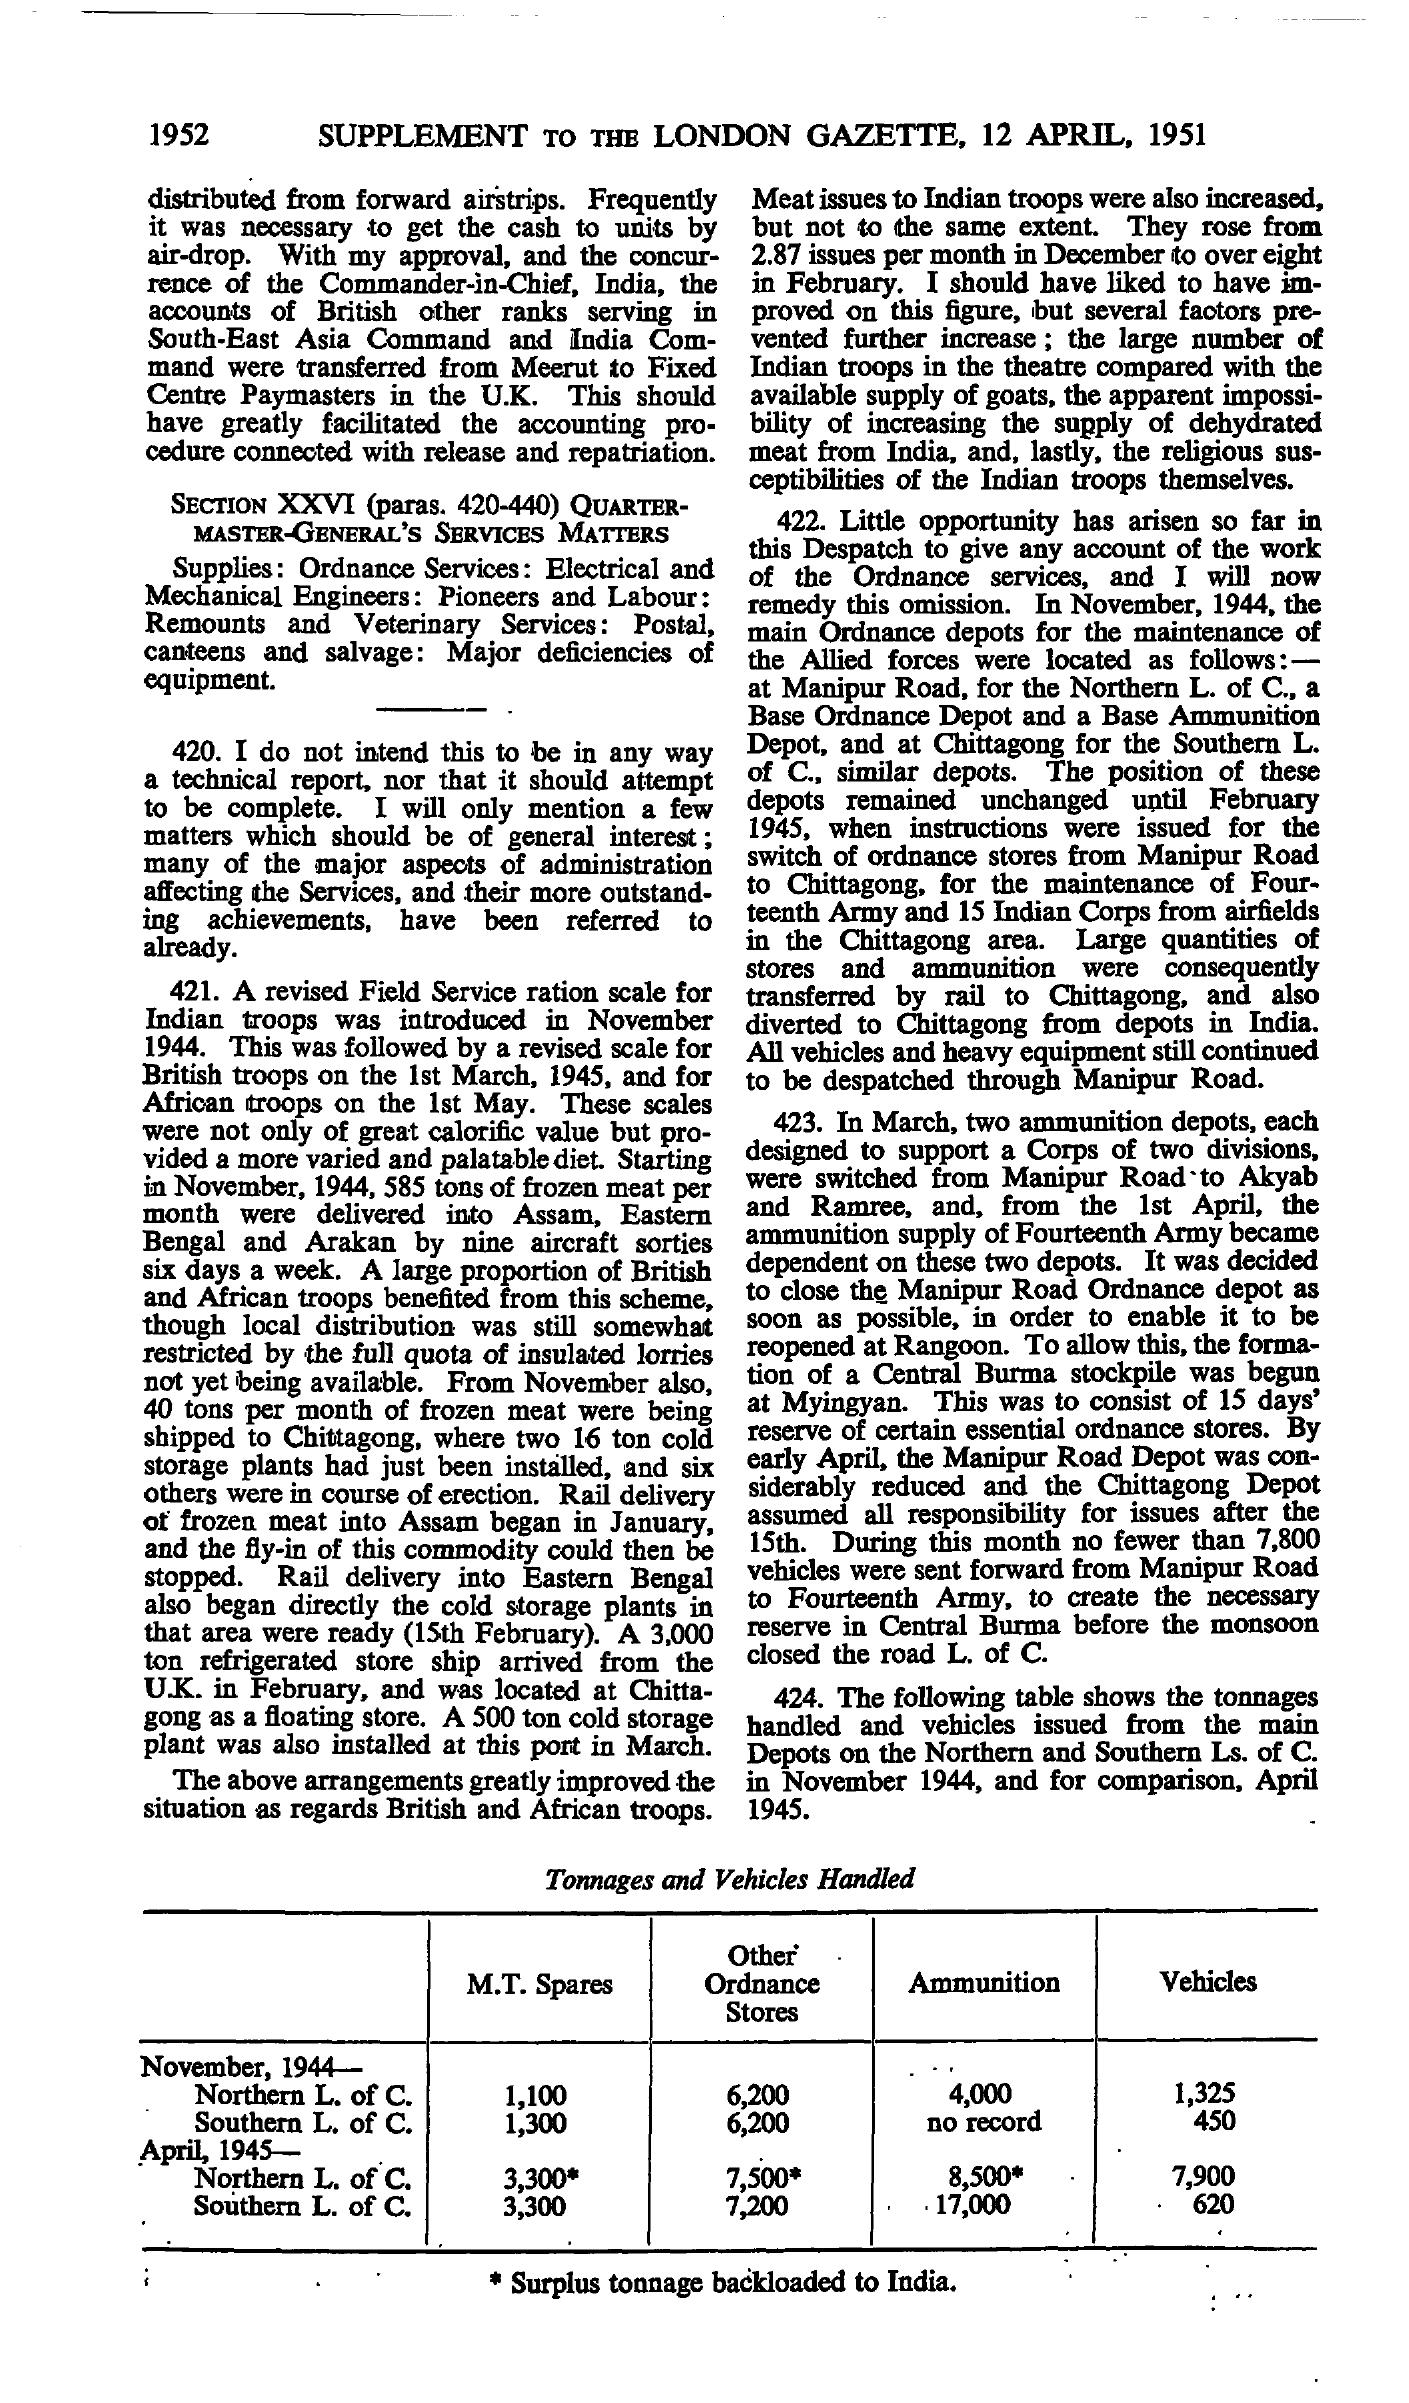 1952 SUPPLEMENT TO THE LONDON GAZETTE, 12 APRIL, 1951
distributed from forward airstrips. Frequently
it was necessary to get the cash to units by
air-drop. With my approval, and the concur-
rence of the Commander-in-Chief, India, the
accounts of British other ranks serving in
South-East Asia Command and India Com-
mand were transferred from Meerut to Fixed
Centre Paymasters in the U.K. This should
have greatly facilitated the accounting pro-
cedure connected with release and repatriation.
SECTION XXVI (paras. 420-440) QUARTER-
MASTER-GENERAL'S SERVICES MATTERS
Supplies: Ordnance Services: Electrical and
Mechanical Engineers: Pioneers and Labour:
Remounts and Veterinary Services: Postal,
canteens and salvage: Major deficiencies of
equipment.
420. I do not intend this to be in any way
a technical report, nor that it should attempt
to be complete. I will only mention a few
matters which should be of general interest;
many of the major aspects of administration
affecting the Services, and their more outstand-
ing achievements, have been referred to
already.
421. A revised Field Service ration scale for
Indian troops was introduced in November
1944. This was followed by a revised scale for
British troops on the 1st March, 1945, and for
African troops on the 1st May. These scales
were not only of great calorific value but pro-
vided a more varied and palatable diet. Starting
in November, 1944, 585 tons of frozen meat per
month were delivered into Assam, Eastern
Bengal and Arakan by nine aircraft sorties
six days a week. A large proportion of British
and African troops benefited from this scheme,
though local distribution was still somewhat
restricted by the full quota of insulated lorries
not yet being available. From November also,
40 tons per month of frozen meat were being
shipped to Chittagong, where two 16 ton cold
storage plants had just been installed, and six
others were in course of erection. Rail delivery
of frozen meat into Assam began in January,
and the fly-in of this commodity could then be
stopped. Rail delivery into Eastern Bengal
also began directly the cold storage plants in
that area were ready (15th February). A 3,000
ton refrigerated store ship arrived from the
U.K. in February, and was located at Chitta-
gong as a floating store. A 500 ton cold storage
plant was also installed at this port in March.
The above arrangements greatly improved the
situation as regards British and African troops.
Meat issues to Indian troops were also increased,
but not to the same extent. They rose from
2.87 issues per month in December to over eight
in February. I should have liked to have im-
proved on this figure, but several factors pre-
vented further increase; the large number of
Indian troops in the theatre compared with the
available supply of goats, the apparent impossi-
bility of increasing the supply of dehydrated
meat from India, and, lastly, the religious sus-
ceptibilities of the Indian troops themselves.
422. Little opportunity has arisen so far in
this Despatch to give any account of the work
of the Ordnance services, and I will now
remedy this omission. In November, 1944, the
main Ordnance depots for the maintenance of
the Allied forces were located as follows:—
at Manipur Road, for the Northern L. of C., a
Base Ordnance Depot and a Base Ammunition
Depot, and at Chittagong for the Southern L.
of C., similar depots. The position of these
depots remained unchanged until February
1945, when instructions were issued for the
switch of ordnance stores from Manipur Road
to Chittagong, for the maintenance of Four-
teenth Army and 15 Indian Corps from airfields
in the Chittagong area. Large quantities of
stores and ammunition were consequently
transferred by rail to Chittagong, and also
diverted to Chittagong from depots in India.
All vehicles and heavy equipment still continued
to be despatched through Manipur Road.
423. In March, two ammunition depots, each
designed to support a Corps of two divisions,
were switched from Manipur Road to Akyab
and Ramree, and, from the 1st April, the
ammunition supply of Fourteenth Army became
dependent on these two depots. It was decided
to close the Manipur Road Ordnance depot as
soon as possible, in order to enable it to be
reopened at Rangoon. To allow this, the forma-
tion of a Central Burma stockpile was begun
at Myingyan. This was to consist of 15 days'
reserve of certain essential ordnance stores. By
early April, the Manipur Road Depot was con-
siderably reduced and the Chittagong Depot
assumed all responsibility for issues after the
15th. During this month no fewer than 7,800
vehicles were sent forward from Manipur Road
to Fourteenth Army, to create the necessary
reserve in Central Burma before the monsoon
closed the road L. of C.
424. The following table shows the tonnages
handled and vehicles issued from the main
Depots on the Northern and Southern Ls. of C.
in November 1944, and for comparison, April
1945.
Tonnages and Vehicles Handled
M.T. Spares Other Ordnance Stores Ammunition Vehicles
November, 1944—
Northern L. of C. 1,100 6,200 4,000 1,325
Southern L. of C. 1,300 6,200 no record 450
April, 1945—
Northern L. of C. 3,300* 7,500* 8,500* 7,900
Southern L. of C. 3,300 7,200 17,000 620
* Surplus tonnage backloaded to India.